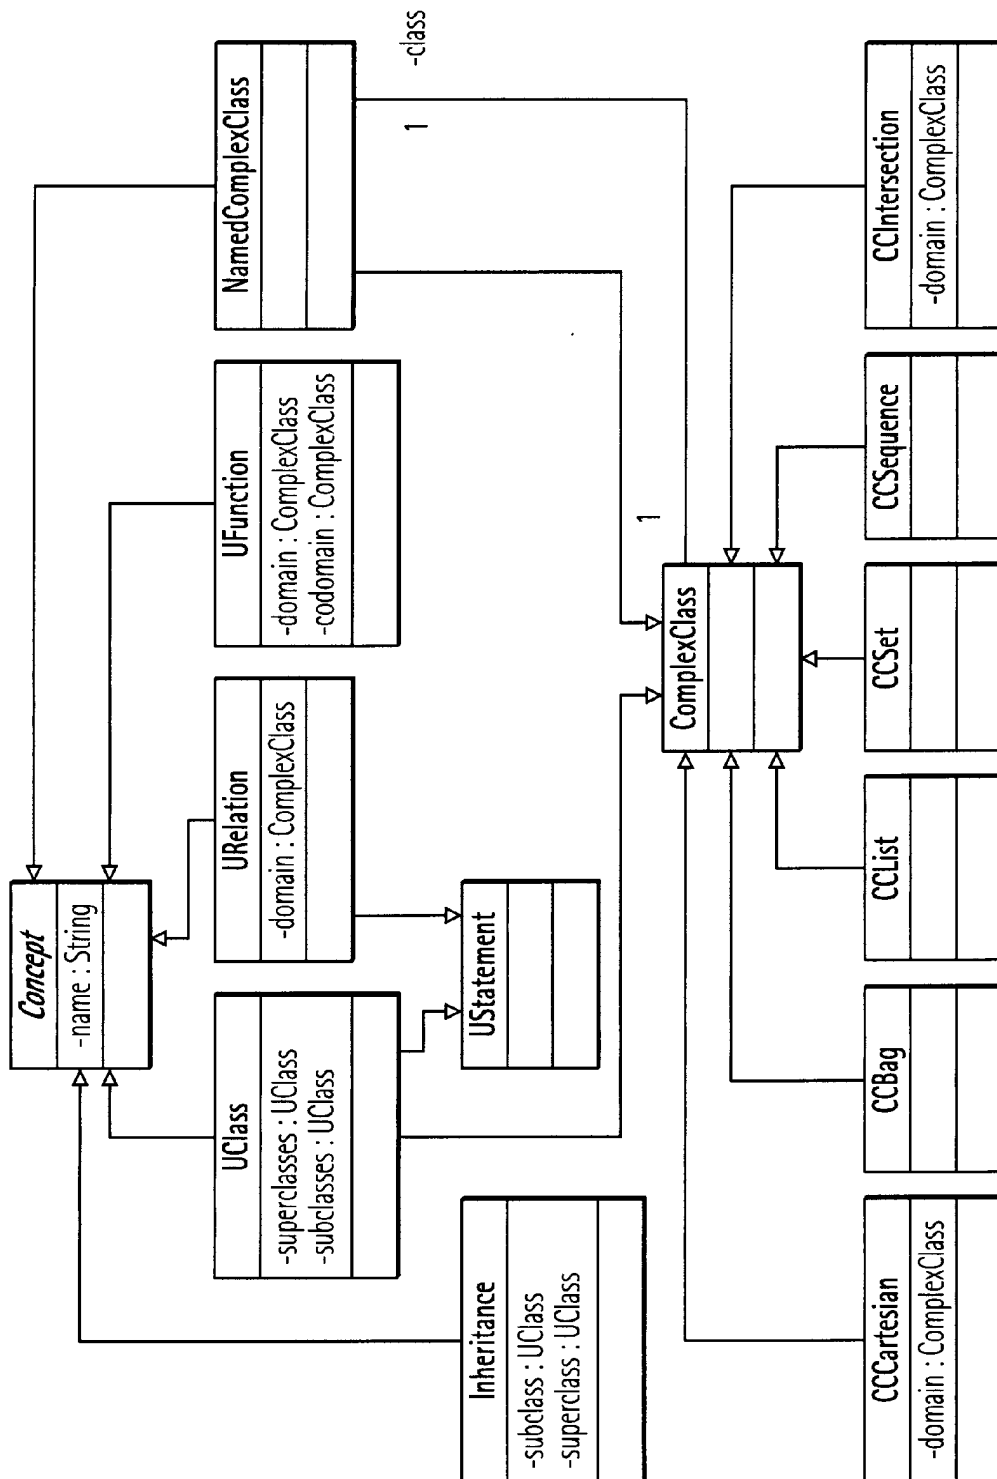 Concept
-name : String
Inheritance
-subclass : UClass
-superclass : UClass
UClass
-superclasses : UClass
-subclasses : UClass
URelation
-domain : ComplexClass
UFunction
-domain : ComplexClass
-codomain : ComplexClass
NamedComplexClass
UStatement
1
-class
1
ComplexClass
CCCartesian
-domain : ComplexClass
CCBag
CCList
CCSet
CCSequence
CCIntersection
-domain : ComplexClass